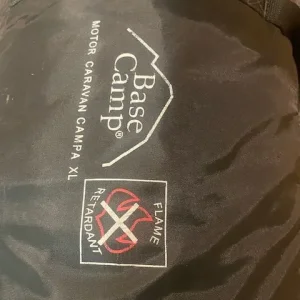 Base
Camp®
MOTOR CARAVAN CAMPA XL
FLAME
RETARDANT